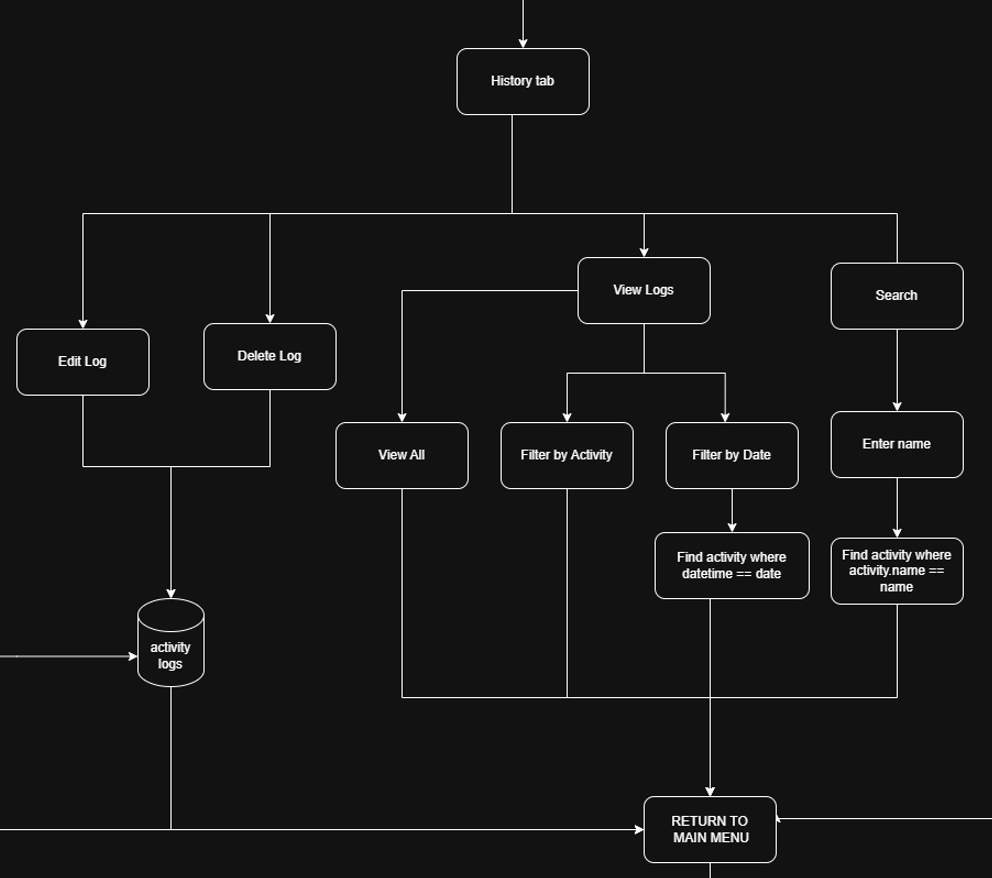 History tab
View Logs
Search
Edit Log
Delete Log
View All
Filter by Activity
Filter by Date
Enter name
Find activity where
datetime == date
Find activity where
activity.name ==
name
activity
logs
RETURN TO
MAIN MENU